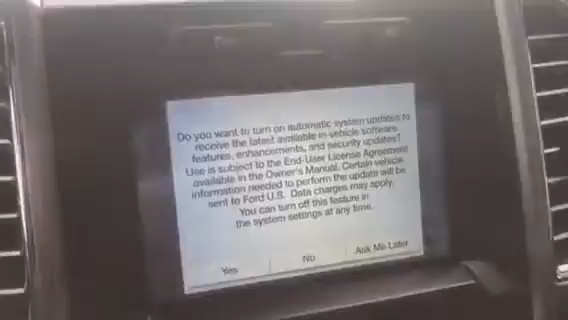 Do you want to turn on automatic system updates to
receive the latest available in-vehicle software
features, enhancements, and security updates?
Use is subject to the End-User License Agreement
available in the Owner's Manual. Certain vehicle
information needed to perform the update will be
sent to Ford U.S. Data charges may apply.
You can turn off this feature in
the system settings at any time.
Yes
No
Ask Me Later